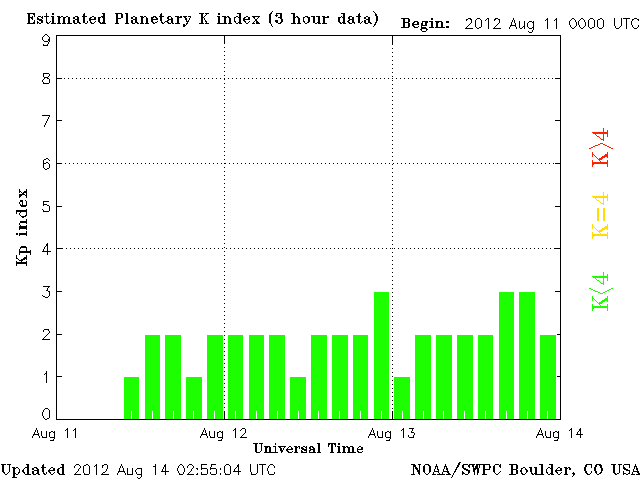 Estimated Planetary K index (3 hour data) Begin: 2012 Aug 11 0000 UTC
9
8
7
6
5
4
3
2
1
0
Kp index
K>4
K=4
K<4
Aug 11 Aug 12 Aug 13 Aug 14
Universal Time
Updated 2012 Aug 14 02:55:04 UTC NOAA/SWPC Boulder, CO USA